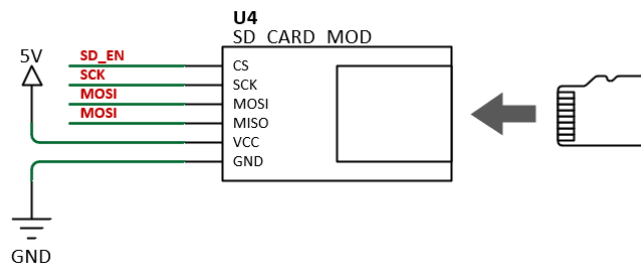 U4
SD CARD MOD
5V
SD_EN
CS
SCK
SCK
MOSI
MOSI
MOSI
MISO
VCC
GND
GND